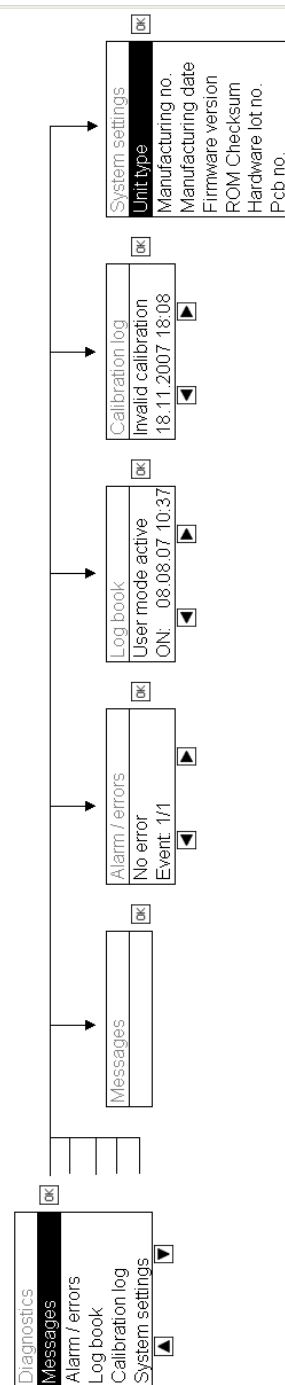 Diagnostics
Messages
Alarm / errors
Log book
Calibration log
System settings
OK
Messages
OK
Alarm / errors
No error
Event: 1/1
OK
Log book
User mode active
ON: 08.08.07 10:37
OK
Calibration log
Invalid calibration
18.11.2007 18:08
OK
System settings
Unit type
Manufacturing no.
Manufacturing date
Firmware version
ROM Checksum
Hardware lot no.
Pcb no.
OK